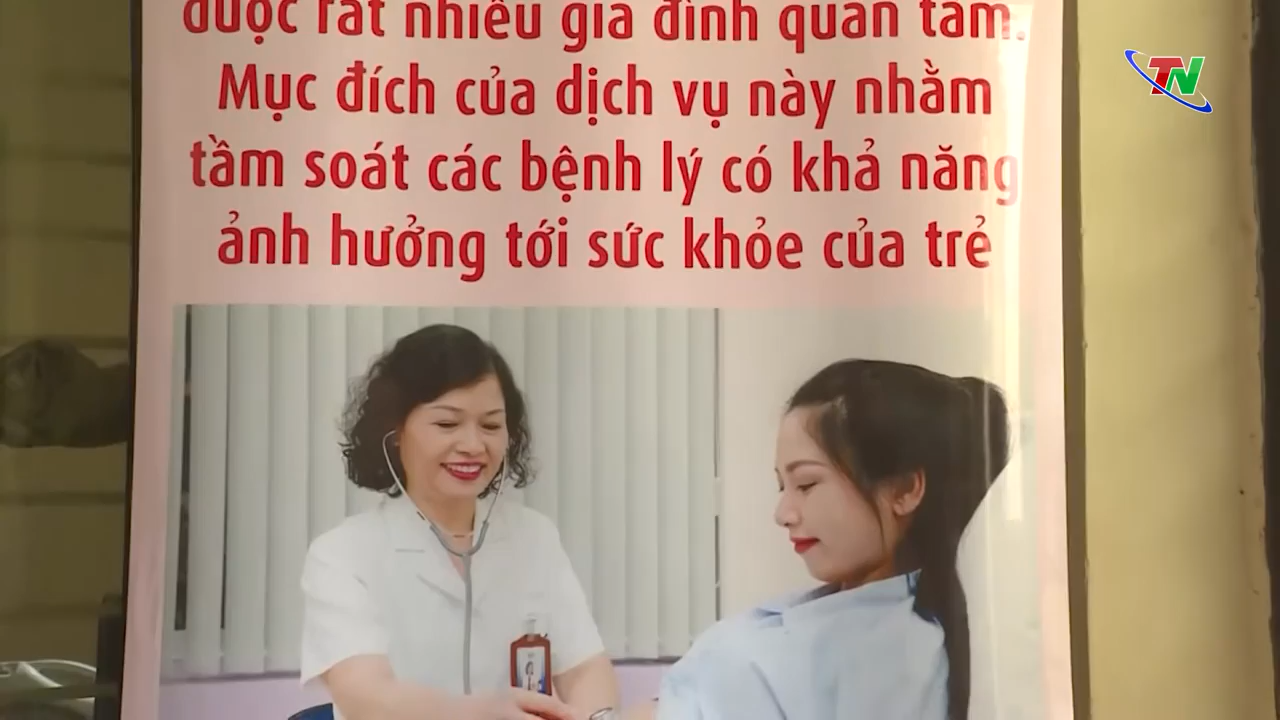 được rất nhiều gia đình quan tâm.
Mục đích của dịch vụ này nhằm
tầm soát các bệnh lý có khả năng
ảnh hưởng tới sức khỏe của trẻ
TN